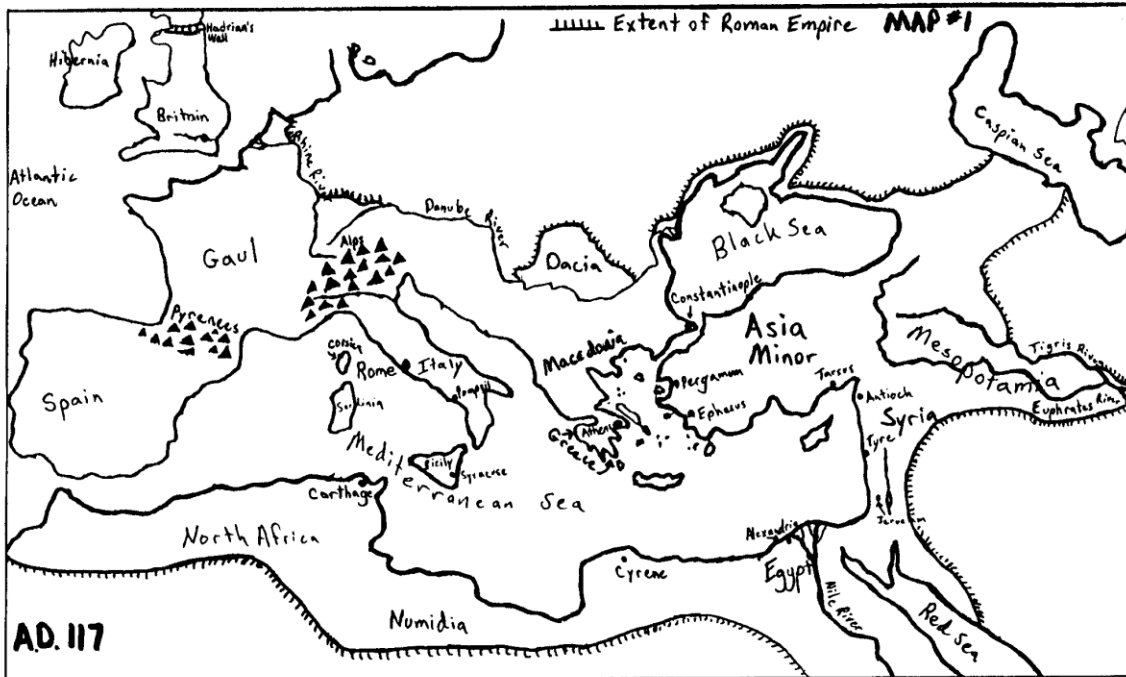 Extent of Roman Empire MAP #1
Hadrian's
Wall
Hibernia
Britain
Atlantic
Ocean
Rhine River
Danube River
Caspian Sea
Gaul
Alps
Dacia
Black Sea
Constantinople
Pyrenees
Macedonia
Asia
Minor
Tigris River
Mesopotamia
Euphrates River
Corsica
Rome
Italy
Pompeii
Pergamum
Tarsus
Antioch
Spain
Sardinia
Ephesus
Syria
Athens
Greece
Tyre
Mediterranean Sea
Sicily
Syracuse
Carthage
North Africa
Alexandria
Cyrene
Egypt
Nile River
Red Sea
Numidia
A.D. 117